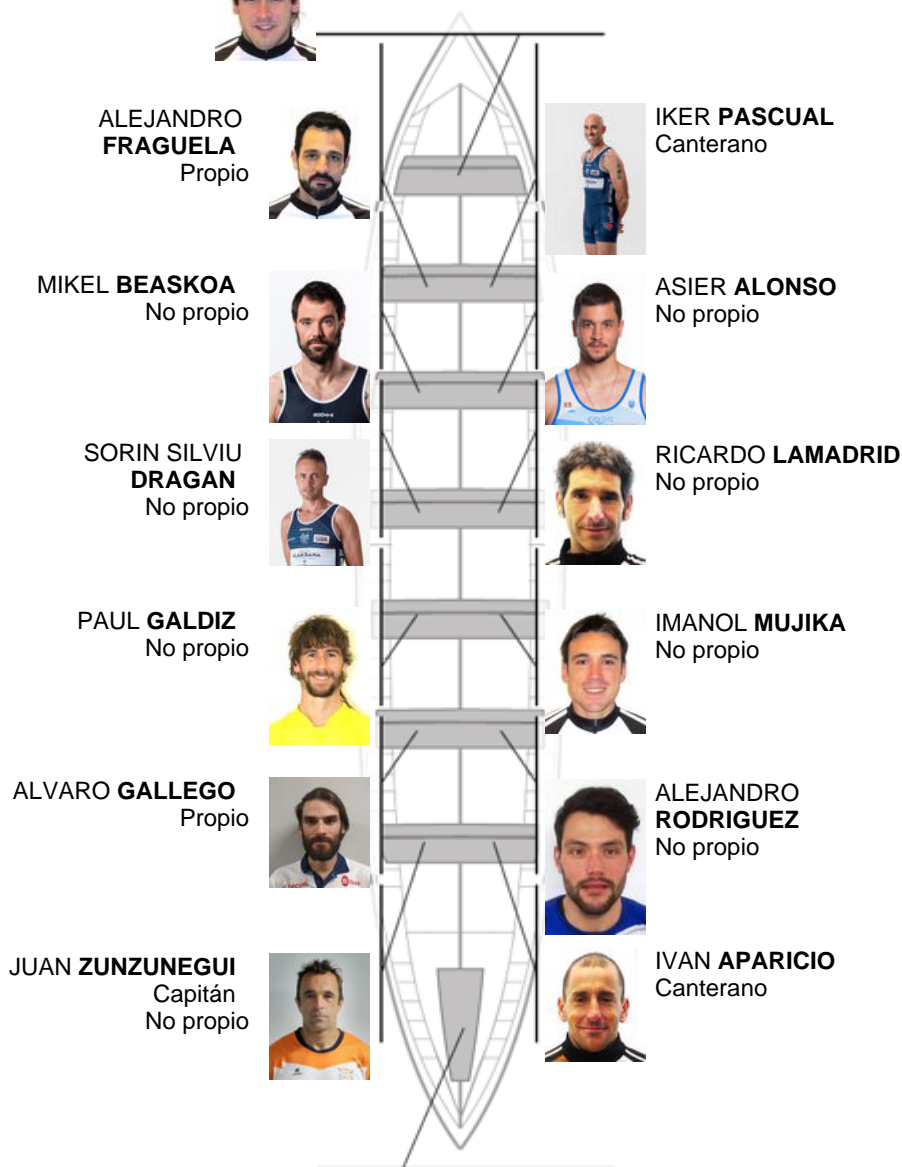 ALEJANDRO
FRAGUELA
Propio
IKER PASCUAL
Canterano
MIKEL BEASKOA
No propio
ASIER ALONSO
No propio
SORIN SILVIU
DRAGAN
No propio
RICARDO LAMADRID
No propio
PAUL GALDIZ
No propio
IMANOL MUJIKA
No propio
ALVARO GALLEGO
Propio
ALEJANDRO
RODRIGUEZ
No propio
JUAN ZUNZUNEGUI
Capitán
No propio
IVAN APARICIO
Canterano